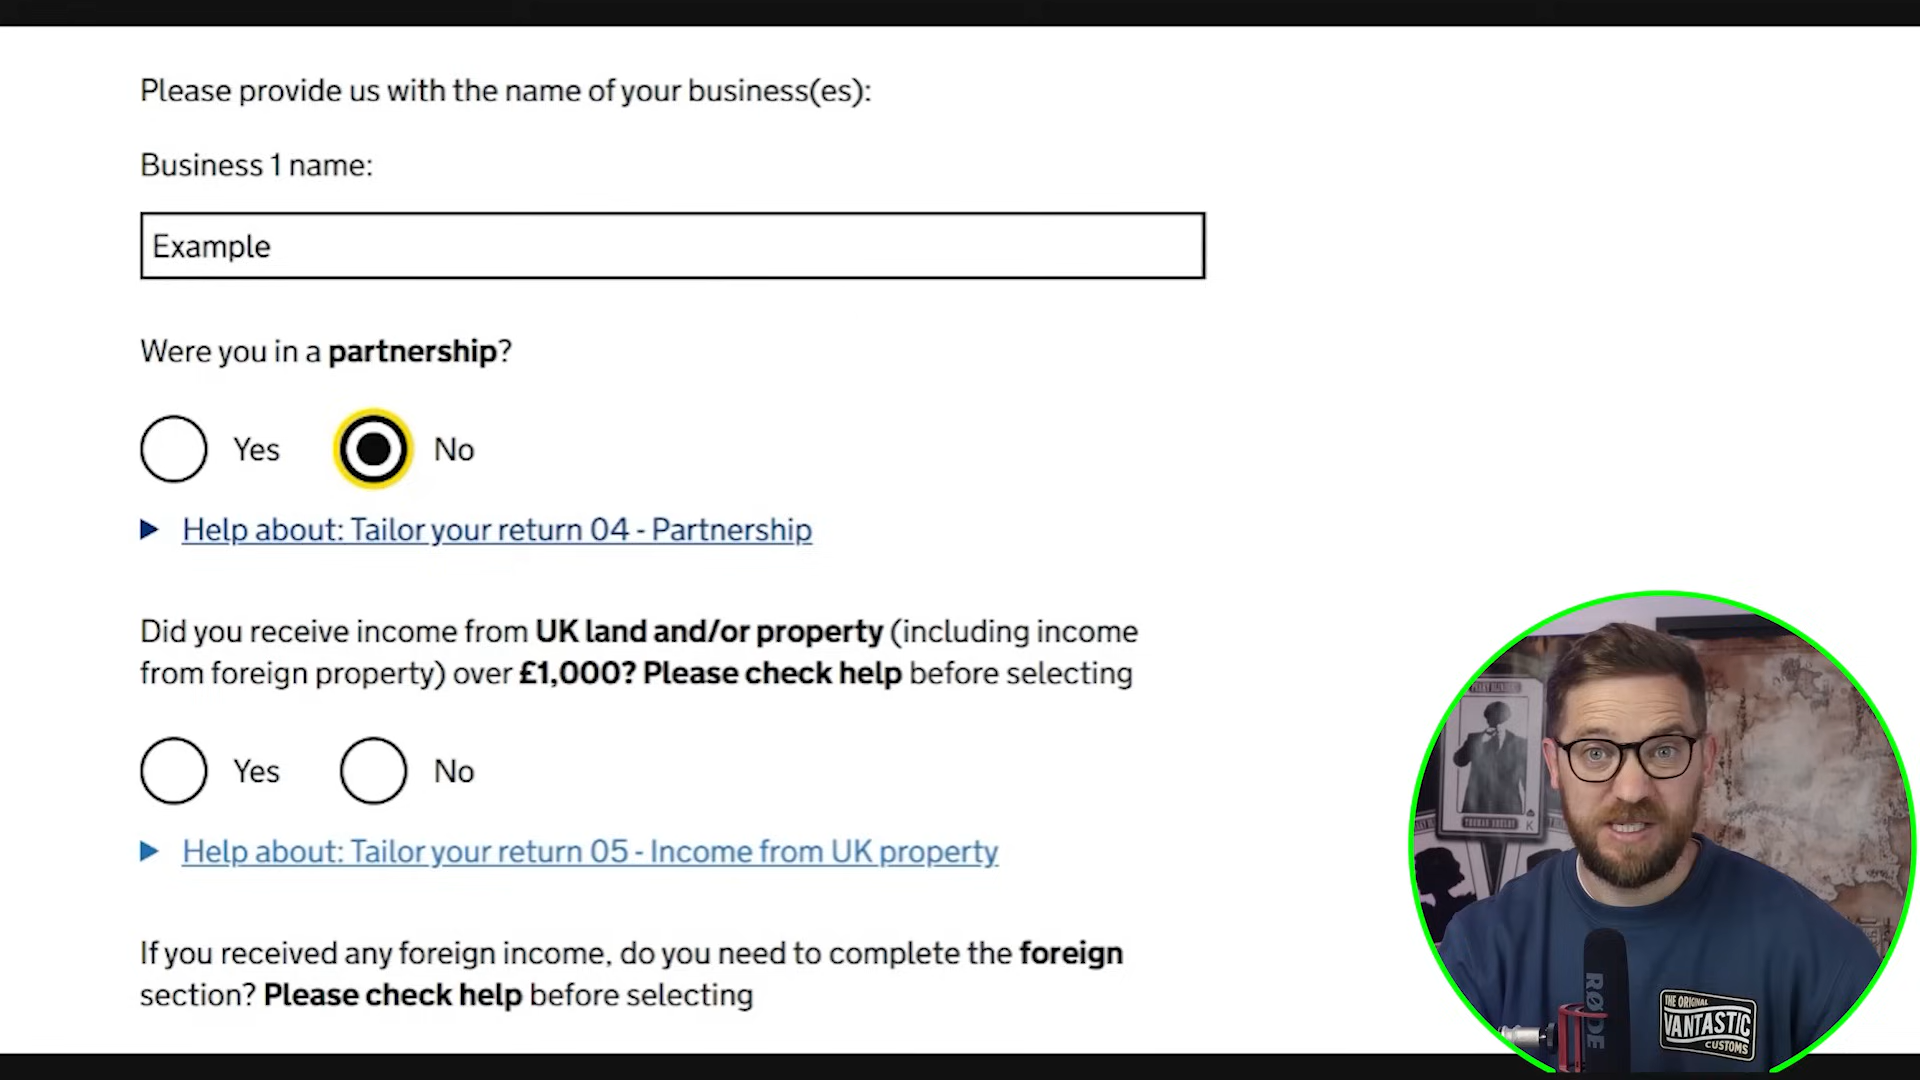 Please provide us with the name of your business(es):
Business 1 name:
Example
Were you in a partnership?
Yes
No
Help about: Tailor your return 04 - Partnership
Did you receive income from UK land and/or property (including income
from foreign property) over £1,000? Please check help before selecting
Yes
No
Help about: Tailor your return 05 - Income from UK property
If you received any foreign income, do you need to complete the foreign
section? Please check help before selecting
THOMAS SHELBY
K
RØDE
THE ORIGINAL
VANTASTIC
CUSTOMS